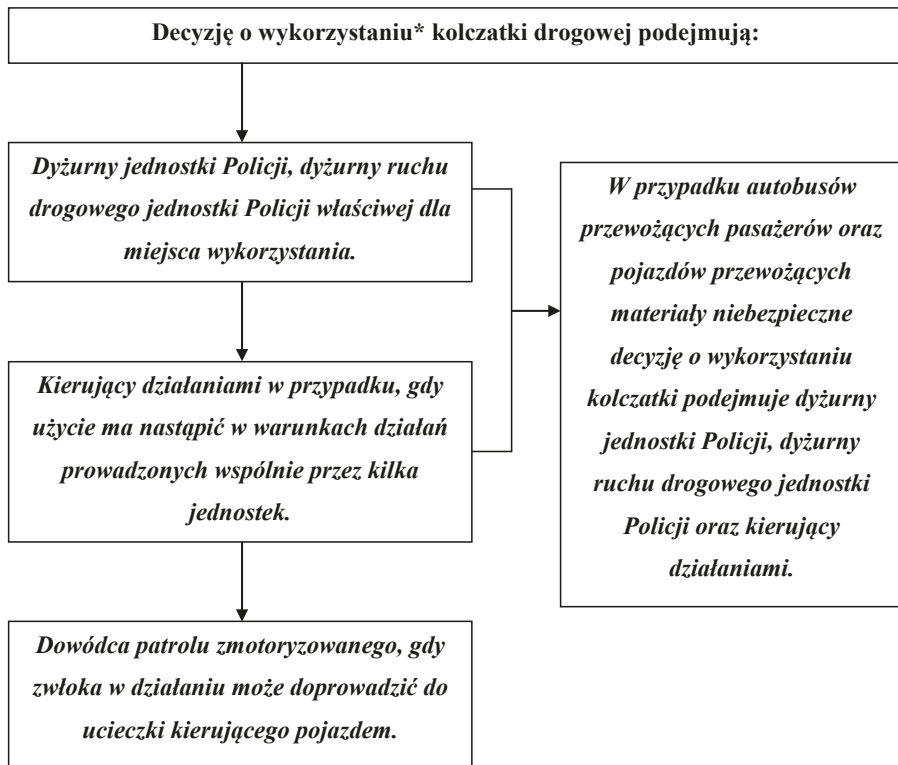 Decyzję o wykorzystaniu* kolczatki drogowej podejmują:
Dyżurny jednostki Policji, dyżurny ruchu
drogowego jednostki Policji właściwej dla
miejsca wykorzystania.
Kierujący działaniami w przypadku, gdy
użycie ma nastąpić w warunkach działań
prowadzonych wspólnie przez kilka
jednostek.
Dowódca patrolu zmotoryzowanego, gdy
zwłoka w działaniu może doprowadzić do
ucieczki kierującego pojazdem.
W przypadku autobusów
przewożących pasażerów oraz
pojazdów przewożących
materiały niebezpieczne
decyzję o wykorzystaniu
kolczatki podejmuje dyżurny
jednostki Policji, dyżurny
ruchu drogowego jednostki
Policji oraz kierujący
działaniami.